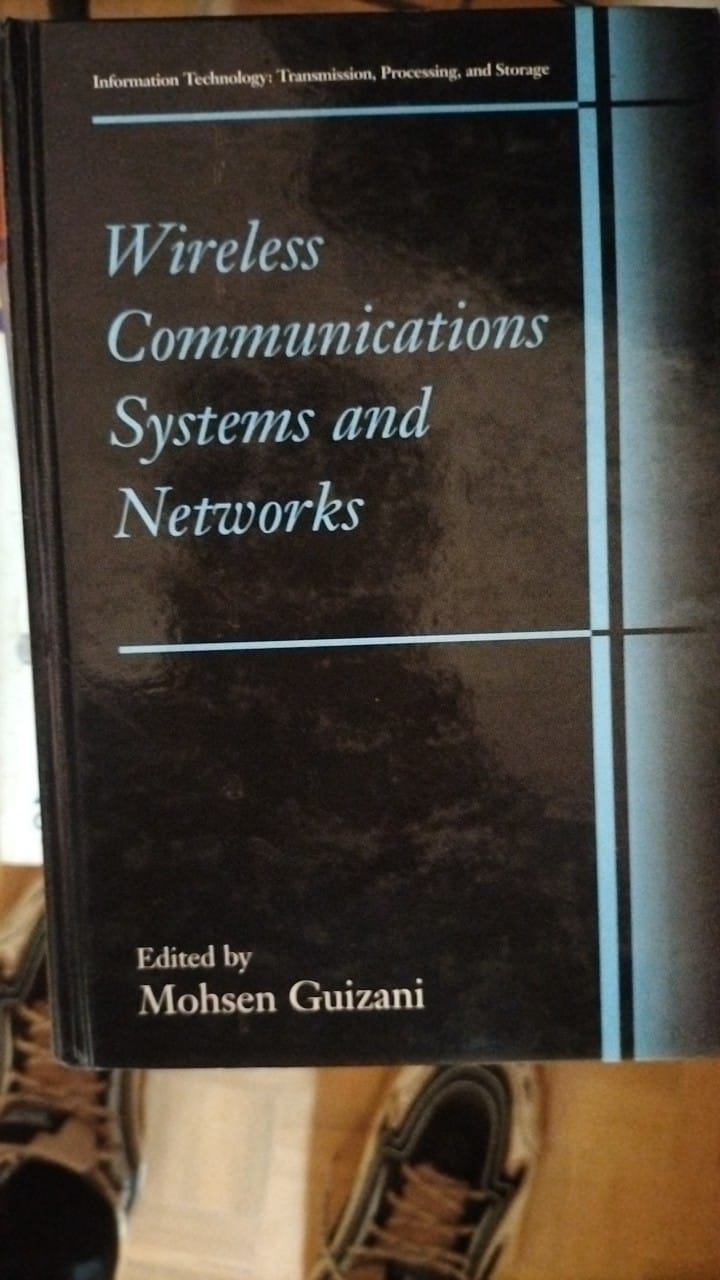 Information Technology: Transmission, Processing, and Storage
Wireless
Communications
Systems and
Networks
Edited by
Mohsen Guizani